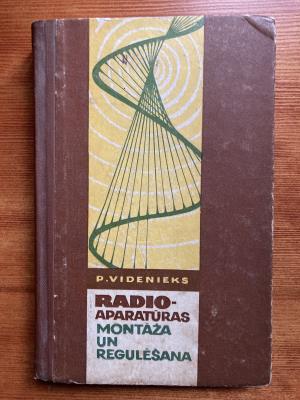 P. VIDENIEKS
RADIO-
APARATŪRAS
MONTĀŽA
UN
REGULĒŠANA